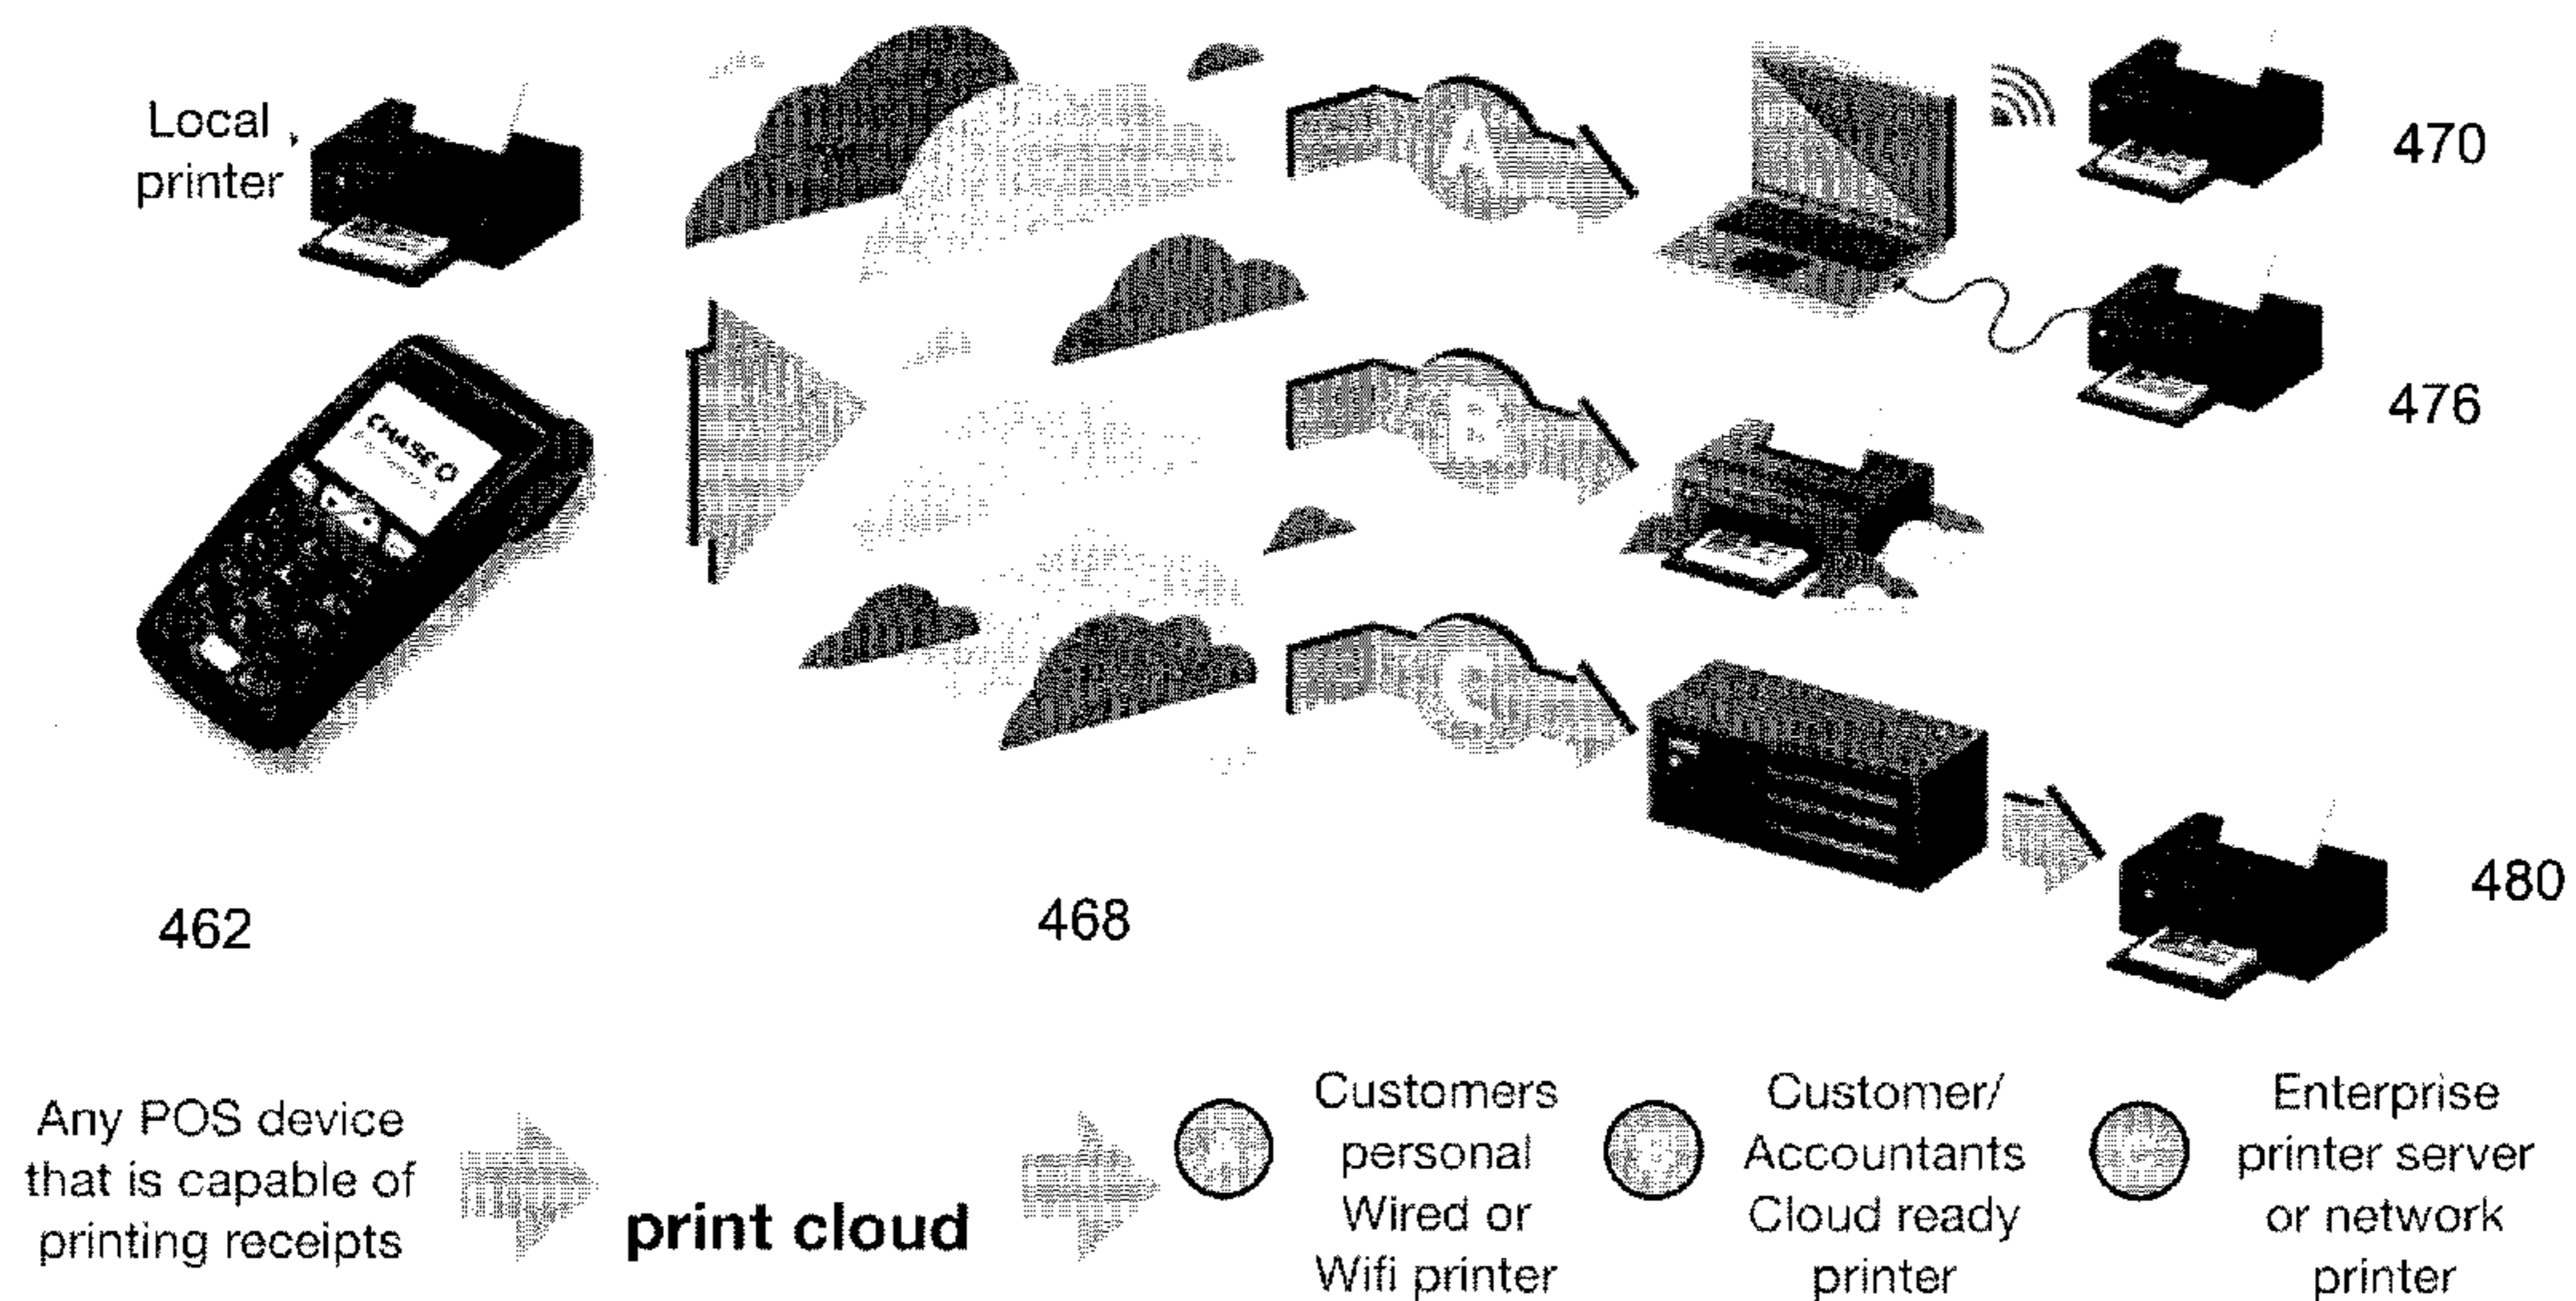 Local
printer
470
A
CHASE
476
B
C
480
462
468
Any POS device
that is capable of
printing receipts
print cloud
A
Customers
personal
Wired or
Wifi printer
Customer/
Accountants
Cloud ready
printer
C
Enterprise
printer server
or network
printer